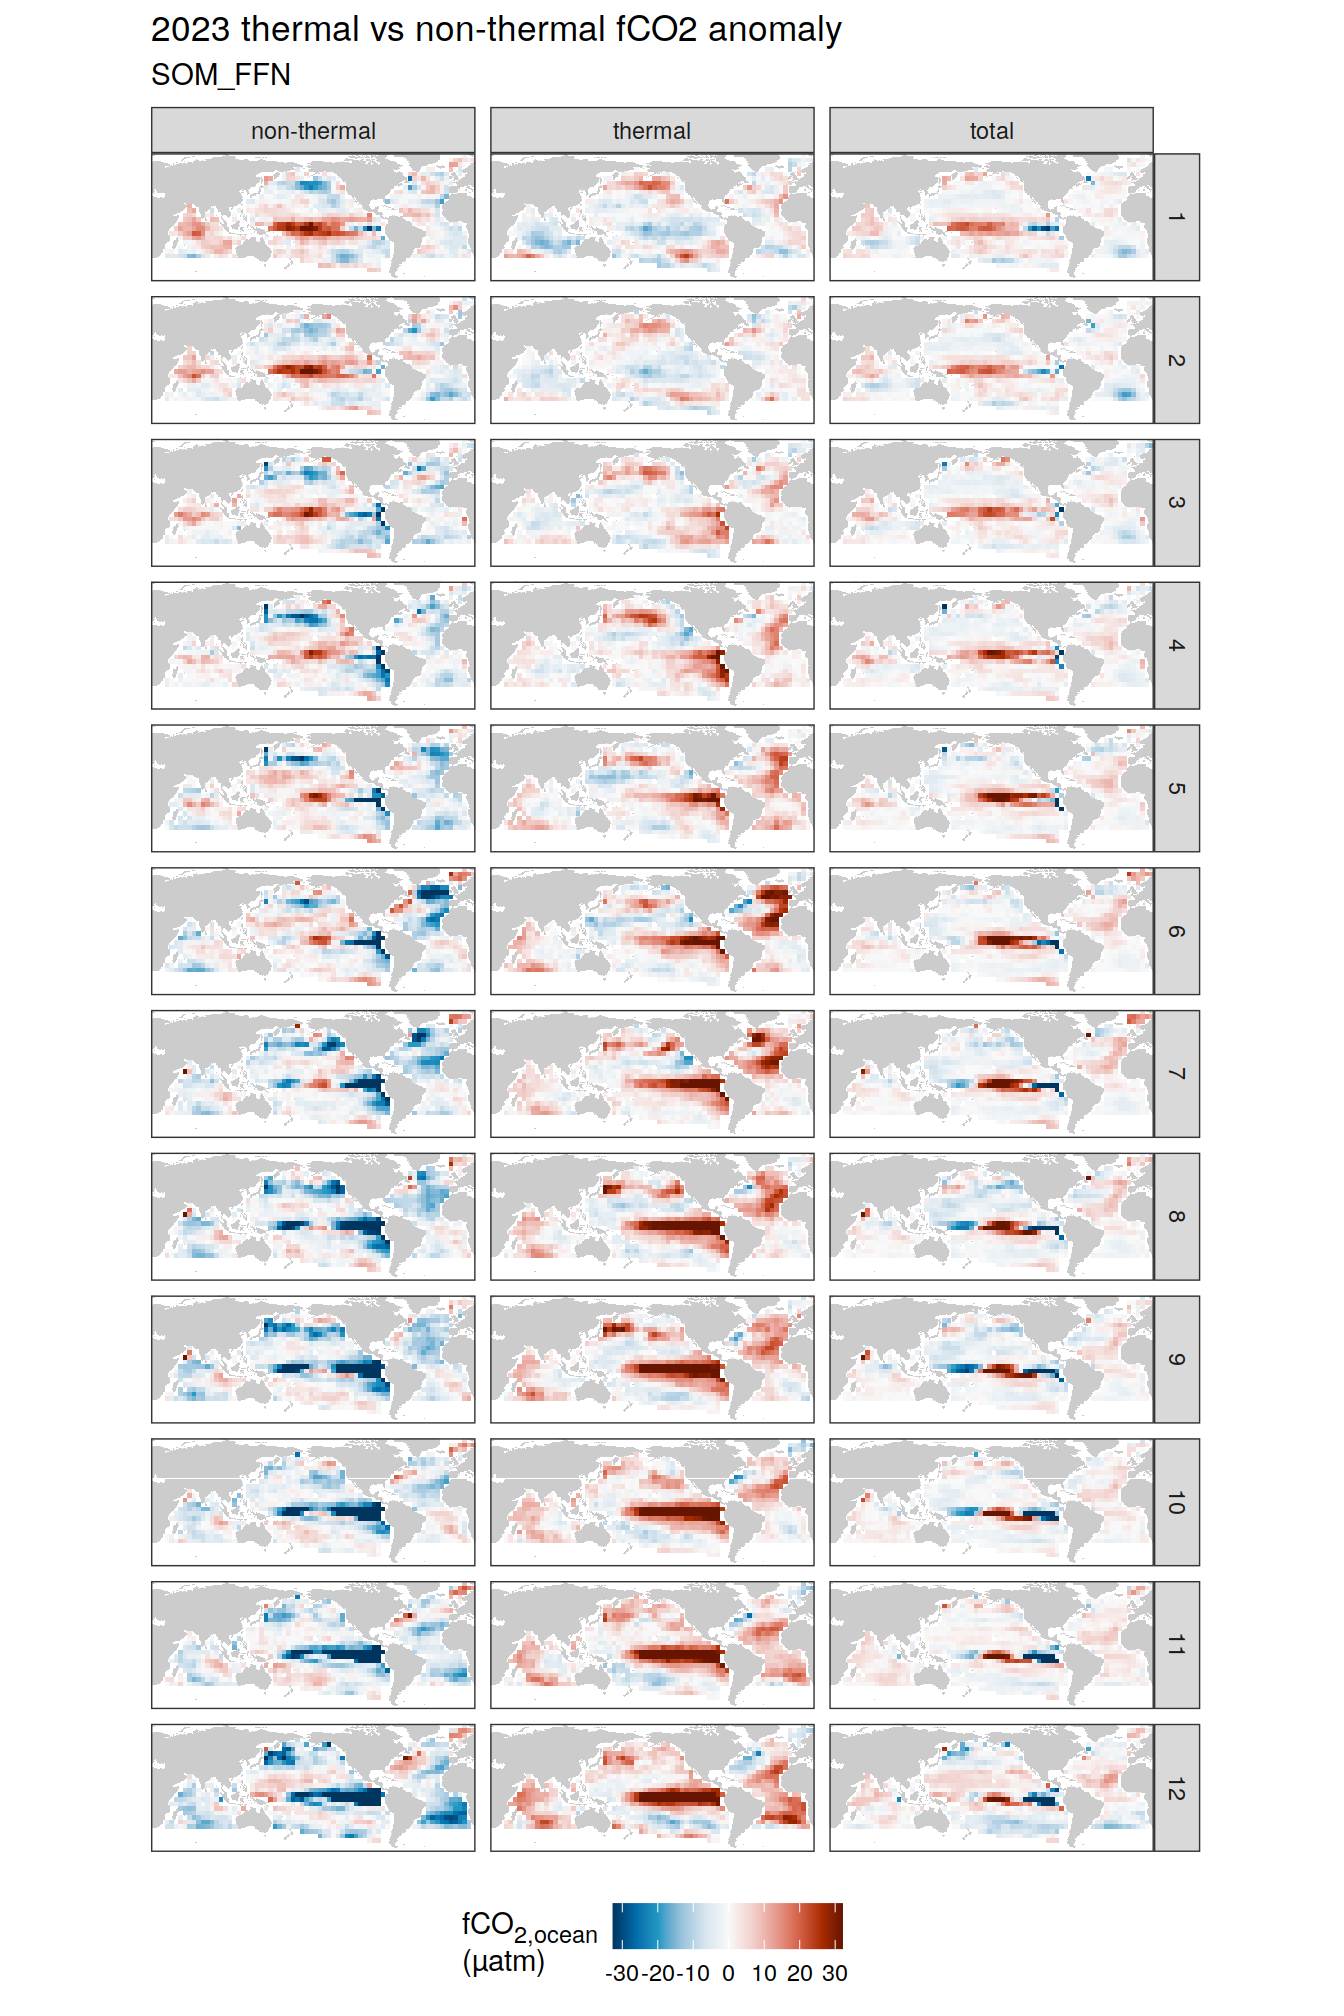 2023 thermal vs non-thermal fCO2 anomaly
SOM_FFN
non-thermal thermal total
1
2
3
4
5
6
7
8
9
10
11
12
fCO2,ocean
(µatm)
-30 -20 -10 0 10 20 30